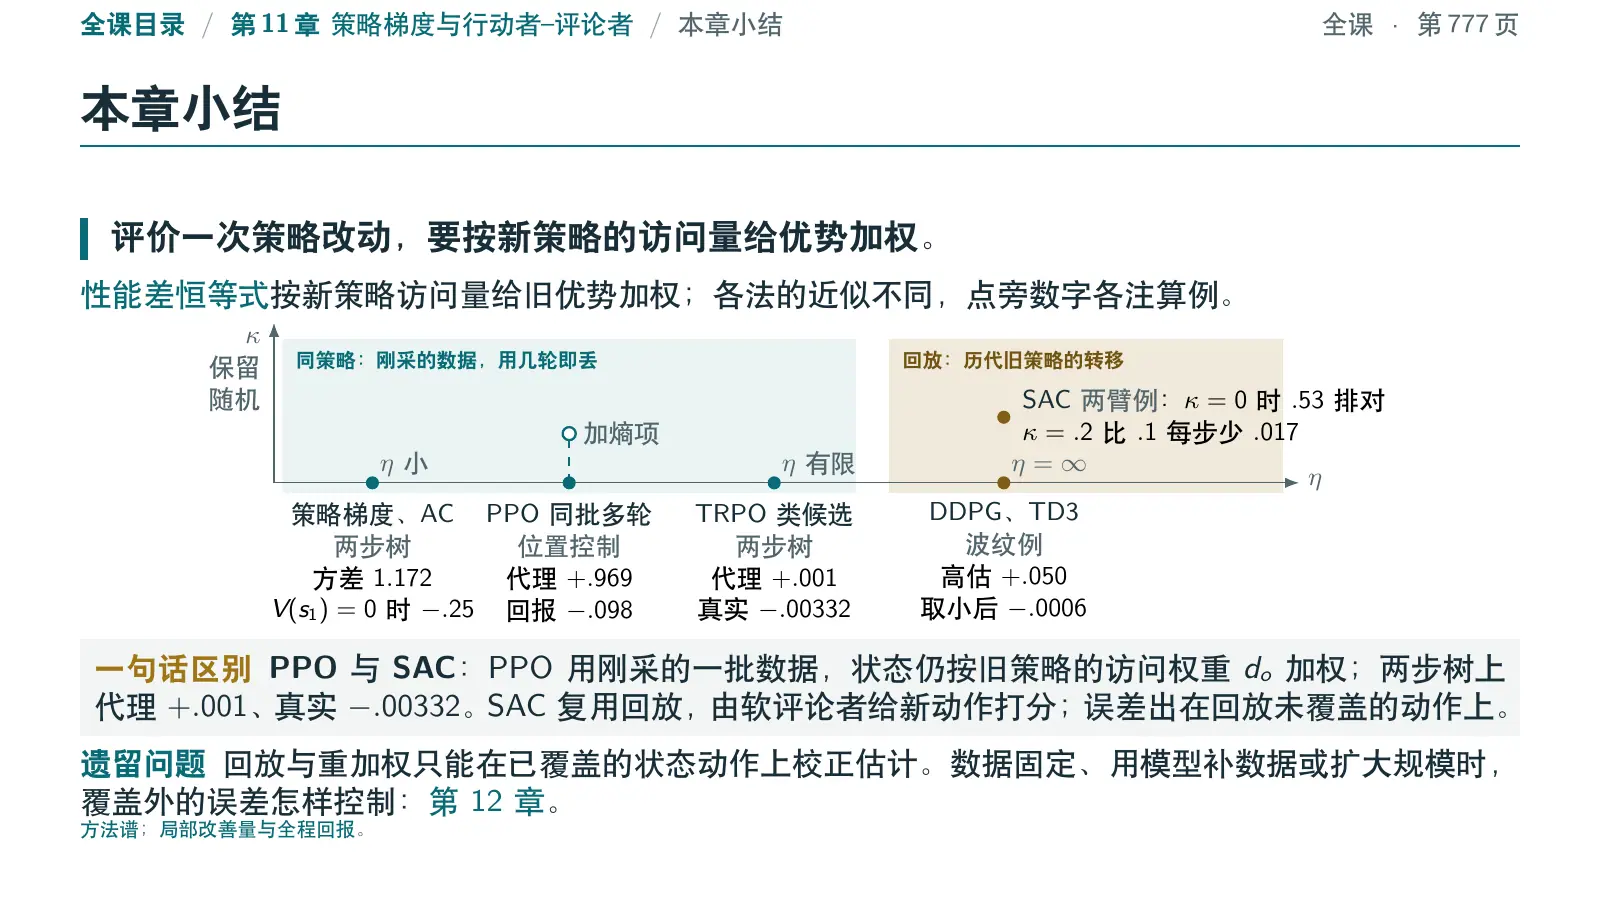 全课目录 / 第 11 章 策略梯度与行动者–评论者 / 本章小结
全课 · 第 777 页
本章小结
评价一次策略改动，要按新策略的访问量给优势加权。
性能差恒等式按新策略访问量给旧优势加权；各法的近似不同，点旁数字各注算例。
κ
保留
随机
同策略：刚采的数据，用几轮即丢
回放：历代旧策略的转移
SAC 两臂例：κ = 0 时 .53 排对
κ = .2 比 .1 每步少 .017
加熵项
η 小
η 有限
η = ∞
η
策略梯度、AC
两步树
方差 1.172
V(s₁) = 0 时 −.25
PPO 同批多轮
位置控制
代理 +.969
回报 −.098
TRPO 类候选
两步树
代理 +.001
真实 −.00332
DDPG、TD3
波纹例
高估 +.050
取小后 −.0006
一句话区别 PPO 与 SAC：PPO 用刚采的一批数据，状态仍按旧策略的访问权重 dₒ 加权；两步树上
代理 +.001、真实 −.00332。SAC 复用回放，由软评论者给新动作打分；误差出在回放未覆盖的动作上。
遗留问题 回放与重加权只能在已覆盖的状态动作上校正估计。数据固定、用模型补数据或扩大规模时，
覆盖外的误差怎样控制：第 12 章。
方法谱；局部改善量与全程回报。